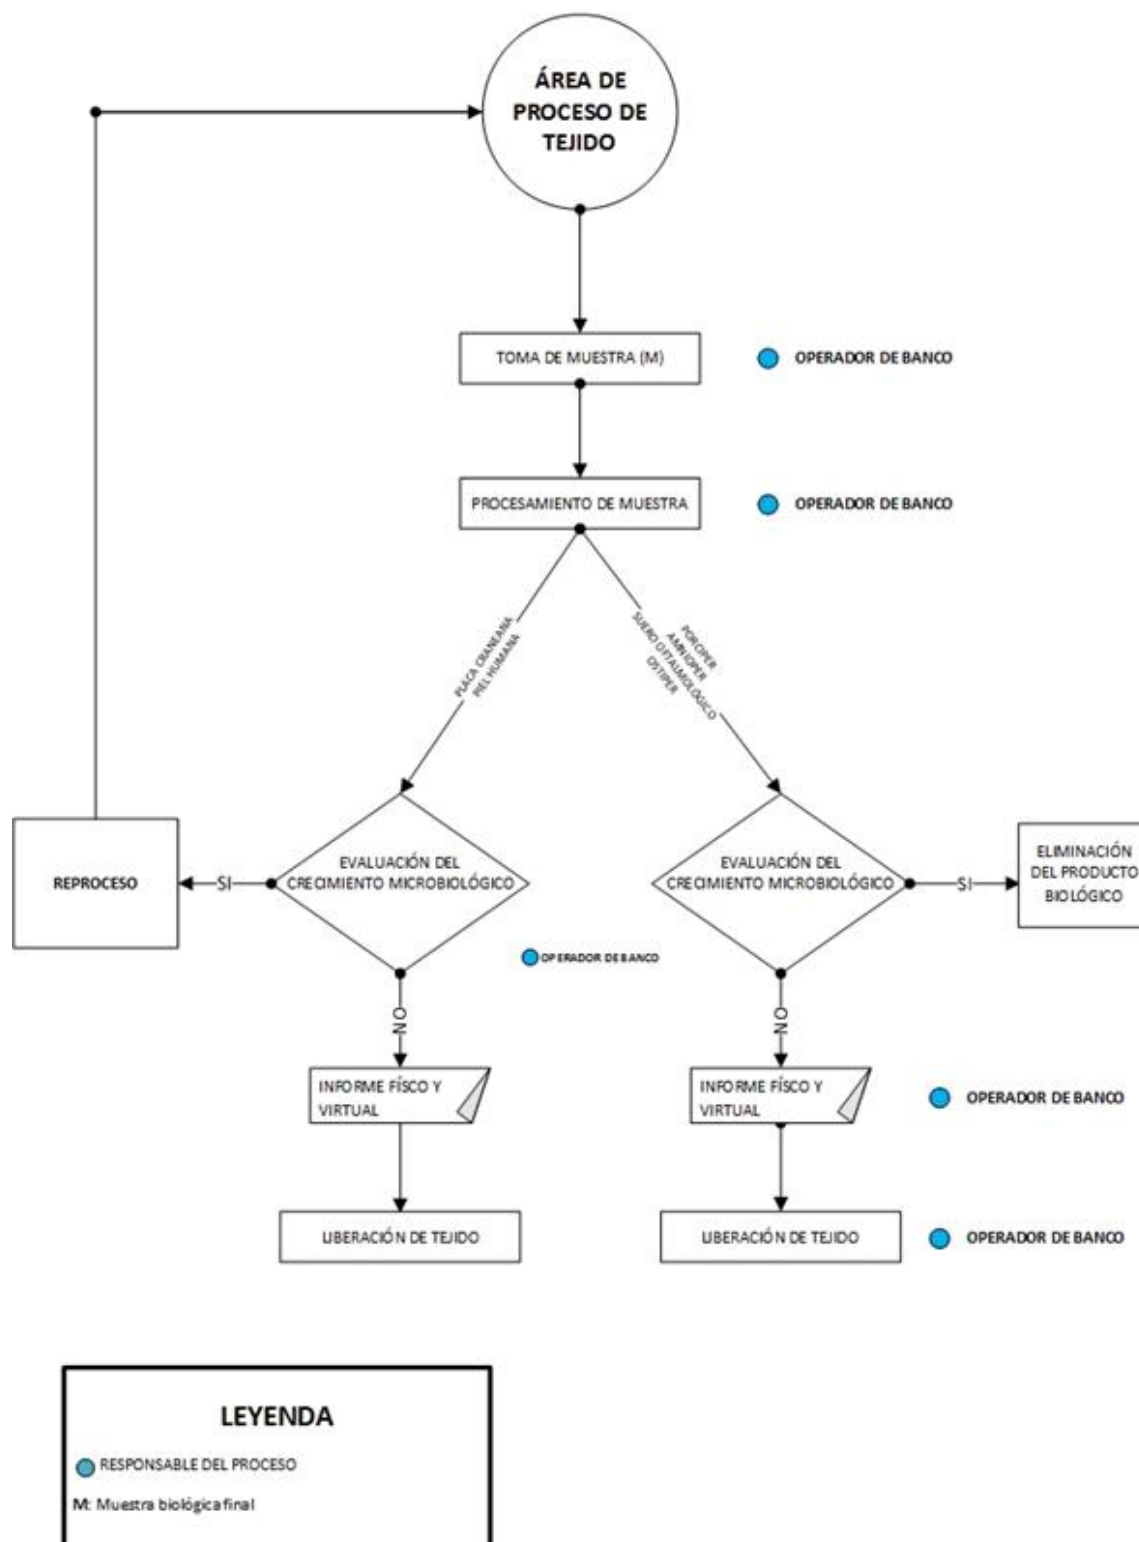 ÁREA DE
PROCESO DE
TEJIDO
TOMA DE MUESTRA (M)
OPERADOR DE BANCO
PROCESAMIENTO DE MUESTRA
OPERADOR DE BANCO
PLACA CRANEANA
PIEL HUMANA
PORCIPER
AMNIOPER
SUERO OFTALMOLÓGICO
OSTIPER
REPROCESO
SI
EVALUACIÓN DEL
CRECIMIENTO MICROBIOLÓGICO
EVALUACIÓN DEL
CRECIMIENTO MICROBIOLÓGICO
SI
ELIMINACIÓN
DEL PRODUCTO
BIOLÓGICO
OPERADOR DE BANCO
NO
NO
INFORME FÍSCO Y
VIRTUAL
INFORME FÍSCO Y
VIRTUAL
OPERADOR DE BANCO
LIBERACIÓN DE TEJIDO
LIBERACIÓN DE TEJIDO
OPERADOR DE BANCO
LEYENDA
RESPONSABLE DEL PROCESO
M: Muestra biológica final